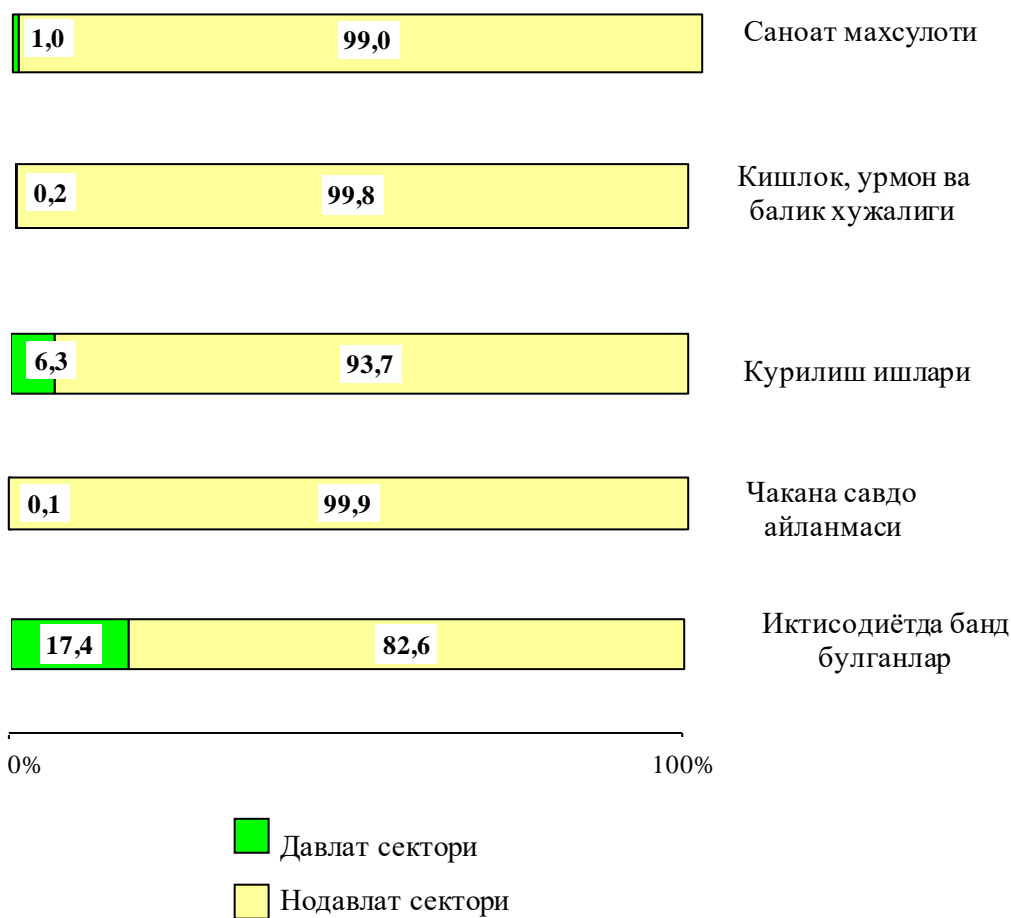 1,0 99,0 Саноат махсулоти
0,2 99,8 Кишлок, урмон ва
балик хужалиги
6,3 93,7 Курилиш ишлари
0,1 99,9 Чакана савдо
айланмаси
17,4 82,6 Иктисодиётда банд
булганлар
0% 100%
Давлат сектори
Нодавлат сектори